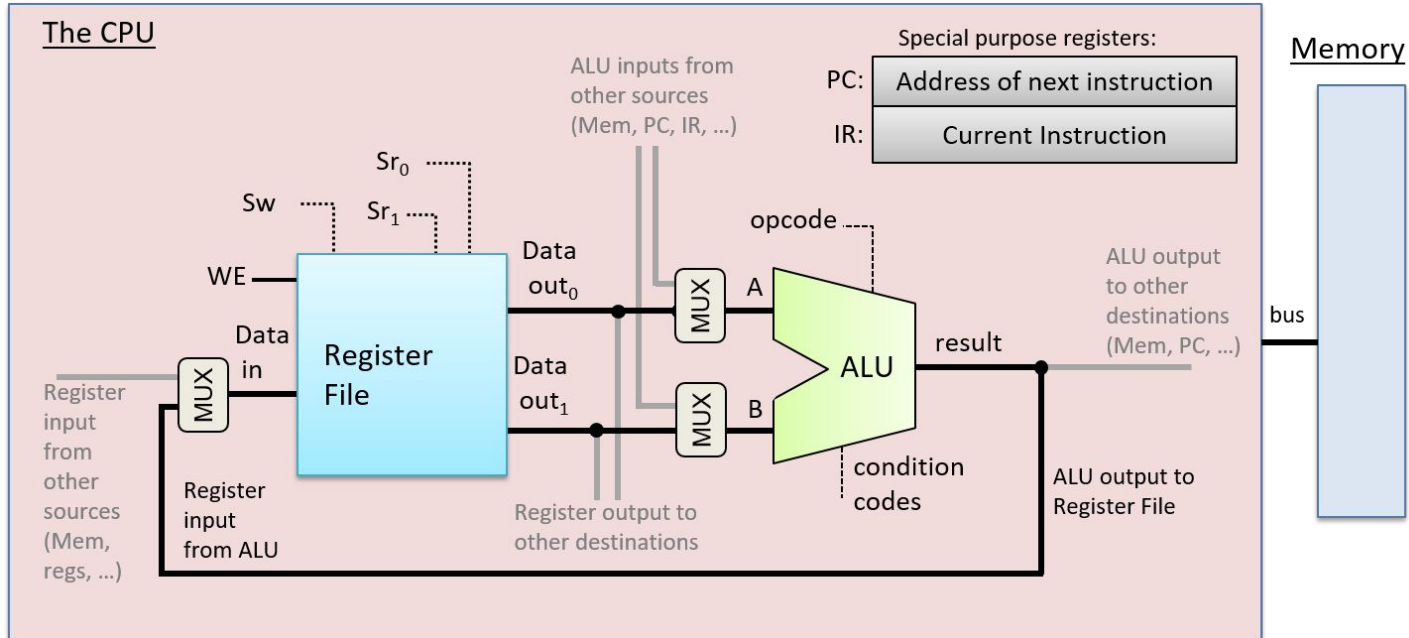 The CPU
Special purpose registers:
PC:
Address of next instruction
IR:
Current Instruction
Memory
ALU inputs from
other sources
(Mem, PC, IR, …)
Sr₀
Sw
Sr₁
WE
Data
in
Register
File
Data
out₀
Data
out₁
MUX
MUX
MUX
A
B
opcode
ALU
result
condition
codes
ALU output
to other
destinations
(Mem, PC, …)
bus
Register
input
from
other
sources
(Mem,
regs, …)
Register
input
from ALU
Register output to
other destinations
ALU output to
Register File